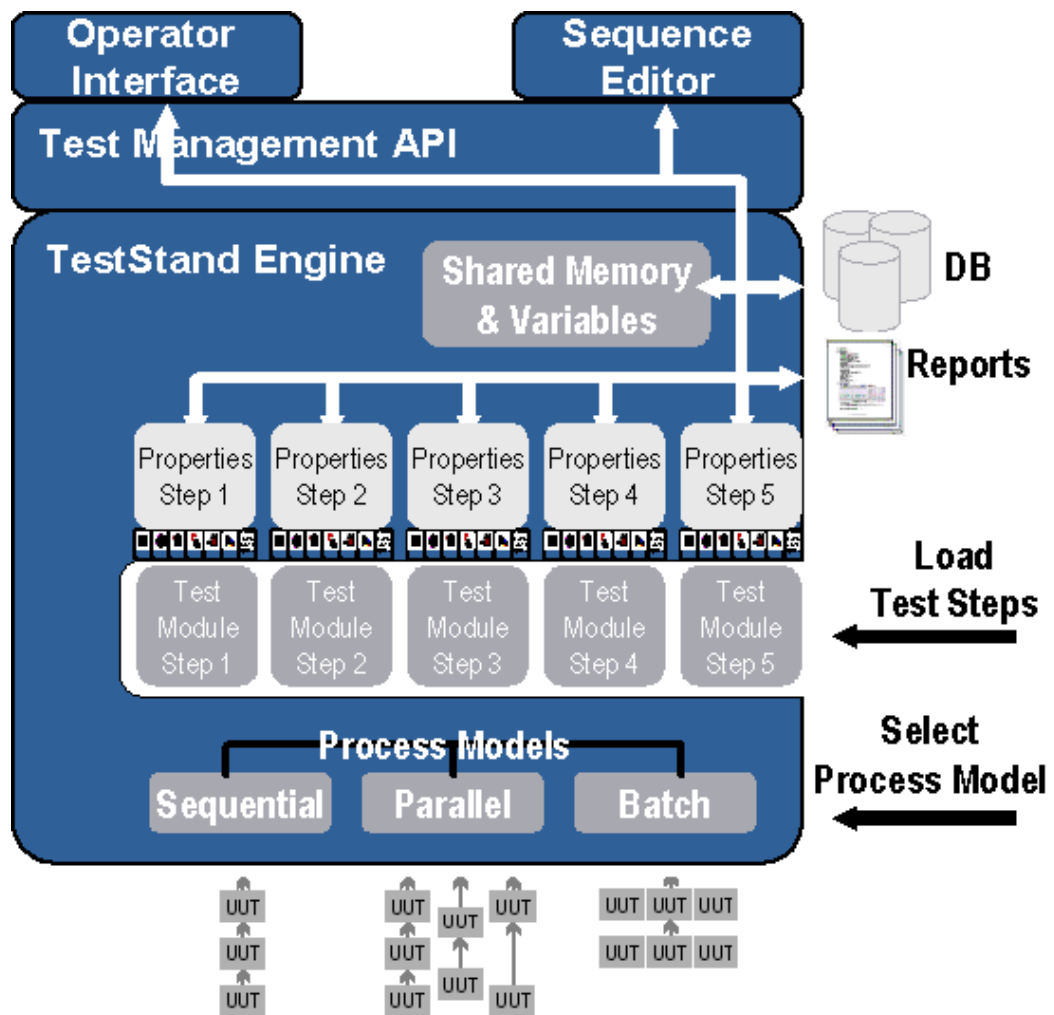 Operator
Interface
Sequence
Editor
Test Management API
TestStand Engine
Shared Memory
& Variables
DB
Reports
Properties
Step 1
Properties
Step 2
Properties
Step 3
Properties
Step 4
Properties
Step 5
Test
Module
Step 1
Test
Module
Step 2
Test
Module
Step 3
Test
Module
Step 4
Test
Module
Step 5
Load
Test Steps
Process Models
Sequential
Parallel
Batch
Select
Process Model
UUT
UUT
UUT
UUT
UUT
UUT
UUT
UUT
UUT
UUT
UUT UUT UUT
UUT UUT UUT